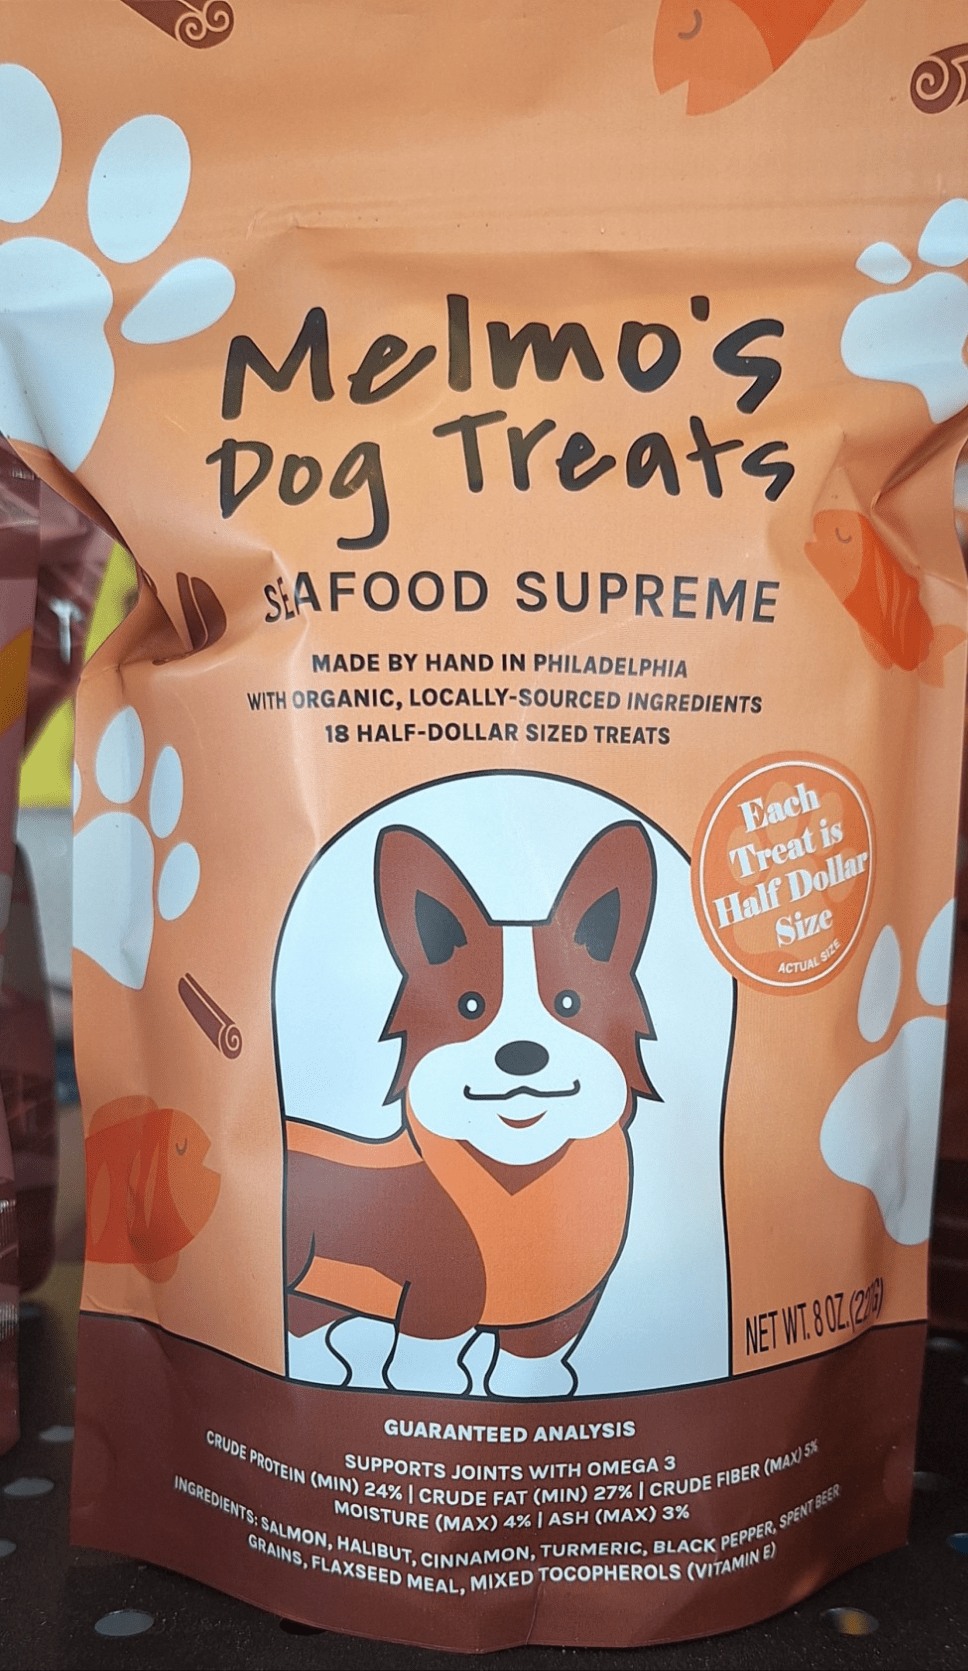 Melmo's
Dog Treats
SEAFOOD SUPREME
MADE BY HAND IN PHILADELPHIA
WITH ORGANIC, LOCALLY-SOURCED INGREDIENTS
18 HALF-DOLLAR SIZED TREATS
Each
Treat is
Half Dollar
Size
ACTUAL SIZE
NET WT. 8 OZ. (227G)
GUARANTEED ANALYSIS
SUPPORTS JOINTS WITH OMEGA 3
CRUDE PROTEIN (MIN) 24% | CRUDE FAT (MIN) 27% | CRUDE FIBER (MAX) 5%
MOISTURE (MAX) 4% | ASH (MAX) 3%
INGREDIENTS: SALMON, HALIBUT, CINNAMON, TURMERIC, BLACK PEPPER, SPENT BEER
GRAINS, FLAXSEED MEAL, MIXED TOCOPHEROLS (VITAMIN E)